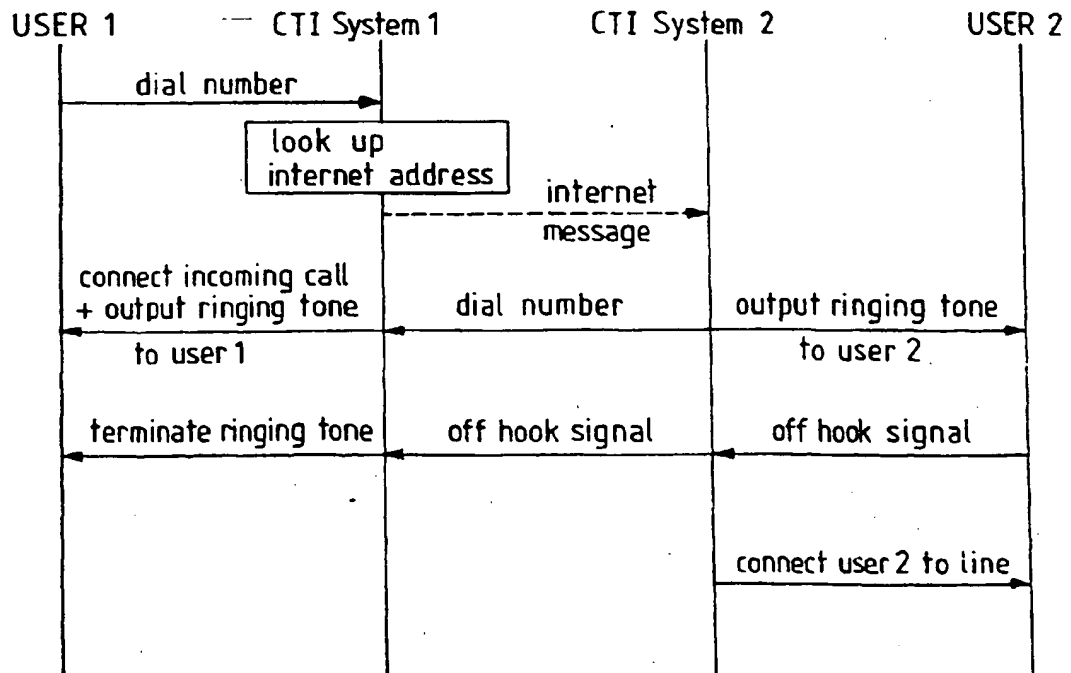 USER 1 CTI System 1 CTI System 2 USER 2
dial number
look up
internet address
internet
message
connect incoming call
+ output ringing tone
to user 1
dial number
output ringing tone
to user 2
terminate ringing tone
off hook signal
off hook signal
connect user 2 to line